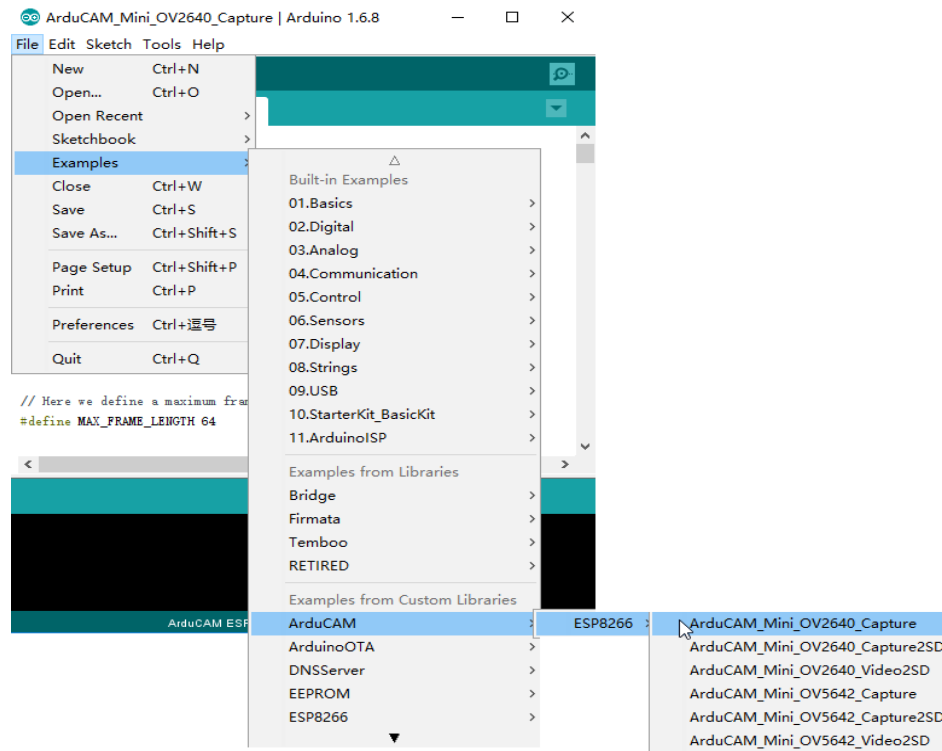 ArduCAM_Mini_OV2640_Capture | Arduino 1.6.8
File Edit Sketch Tools Help
New Ctrl+N
Open... Ctrl+O
Open Recent
Sketchbook
Examples
Close Ctrl+W
Save Ctrl+S
Save As... Ctrl+Shift+S
Page Setup Ctrl+Shift+P
Print Ctrl+P
Preferences Ctrl+逗号
Quit Ctrl+Q
// Here we define a maximum fra
#define MAX_FRAME_LENGTH 64
ArduCAM ESP
Built-in Examples
01.Basics
02.Digital
03.Analog
04.Communication
05.Control
06.Sensors
07.Display
08.Strings
09.USB
10.StarterKit_BasicKit
11.ArduinoISP
Examples from Libraries
Bridge
Firmata
Temboo
RETIRED
Examples from Custom Libraries
ArduCAM
ArduinoOTA
DNSServer
EEPROM
ESP8266
ESP8266
ArduCAM_Mini_OV2640_Capture
ArduCAM_Mini_OV2640_Capture2SD
ArduCAM_Mini_OV2640_Video2SD
ArduCAM_Mini_OV5642_Capture
ArduCAM_Mini_OV5642_Capture2SD
ArduCAM_Mini_OV5642_Video2SD